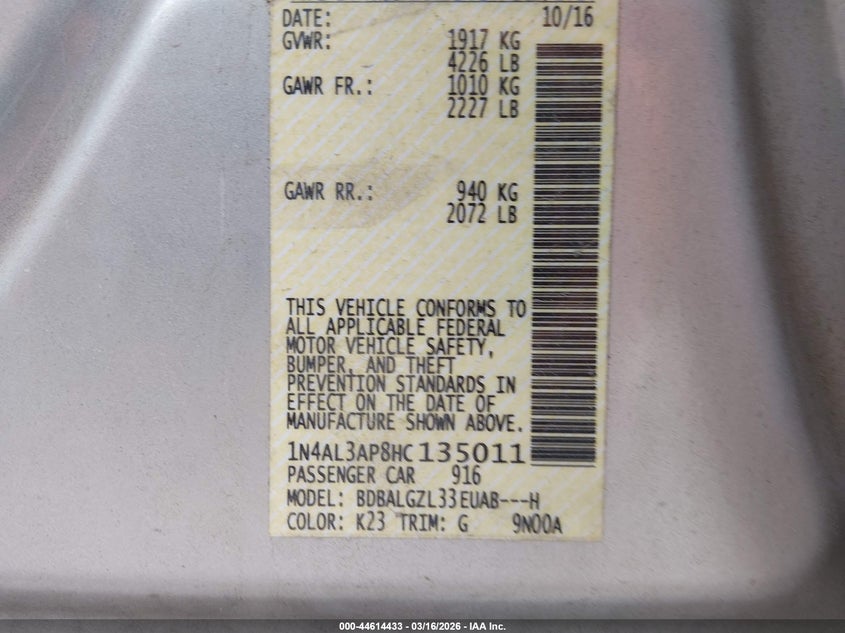 DATE: 10/16
GVWR: 1917 KG
4226 LB
GAWR FR.: 1010 KG
2227 LB
GAWR RR.: 940 KG
2072 LB
THIS VEHICLE CONFORMS TO
ALL APPLICABLE FEDERAL
MOTOR VEHICLE SAFETY,
BUMPER, AND THEFT
PREVENTION STANDARDS IN
EFFECT ON THE DATE OF
MANUFACTURE SHOWN ABOVE.
1N4AL3AP8HC135011
PASSENGER CAR 916
MODEL: BDBALGZL33EUAB---H
COLOR: K23 TRIM: G 9N00A
000-44614433 - 03/16/2026 - IAA Inc.